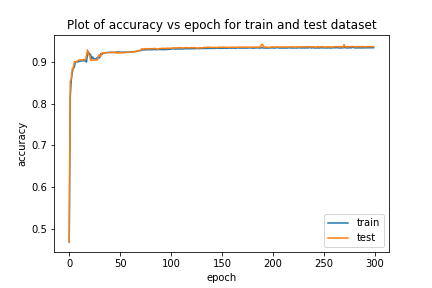 Plot of accuracy vs epoch for train and test dataset
0.9
0.8
0.7
0.6
0.5
accuracy
0 50 100 150 200 250 300
epoch
train
test